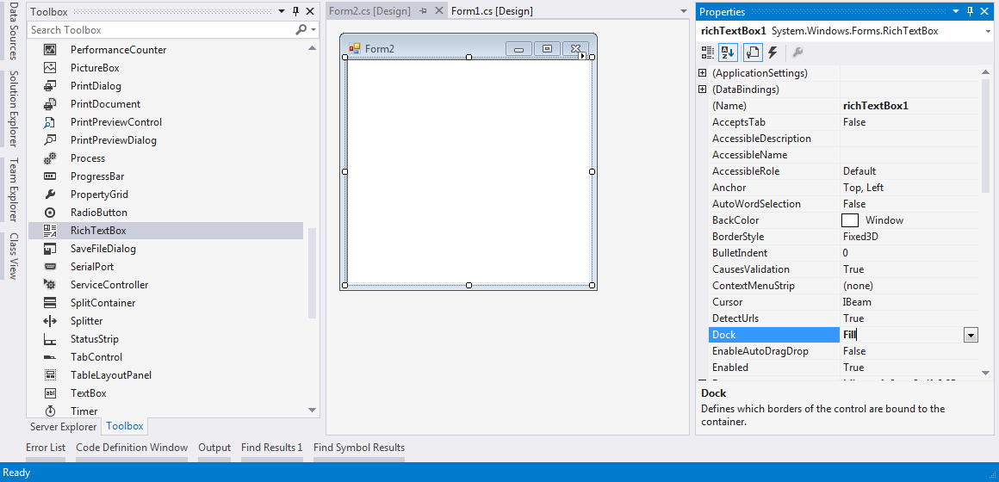 Data Sources
Solution Explorer
Team Explorer
Class View
Toolbox
Search Toolbox
PerformanceCounter
PictureBox
PrintDialog
PrintDocument
PrintPreviewControl
PrintPreviewDialog
Process
ProgressBar
PropertyGrid
RadioButton
RichTextBox
SaveFileDialog
SerialPort
ServiceController
SplitContainer
Splitter
StatusStrip
TabControl
TableLayoutPanel
TextBox
Timer
Server Explorer Toolbox
Form2.cs [Design] Form1.cs [Design]
Form2
Properties
richTextBox1 System.Windows.Forms.RichTextBox
(ApplicationSettings)
(DataBindings)
(Name) richTextBox1
AcceptsTab False
AccessibleDescription
AccessibleName
AccessibleRole Default
Anchor Top, Left
AutoWordSelection False
BackColor Window
BorderStyle Fixed3D
BulletIndent 0
CausesValidation True
ContextMenuStrip (none)
Cursor IBeam
DetectUrls True
Dock Fill
EnableAutoDragDrop False
Enabled True
Dock
Defines which borders of the control are bound to the
container.
Error List Code Definition Window Output Find Results 1 Find Symbol Results
Ready